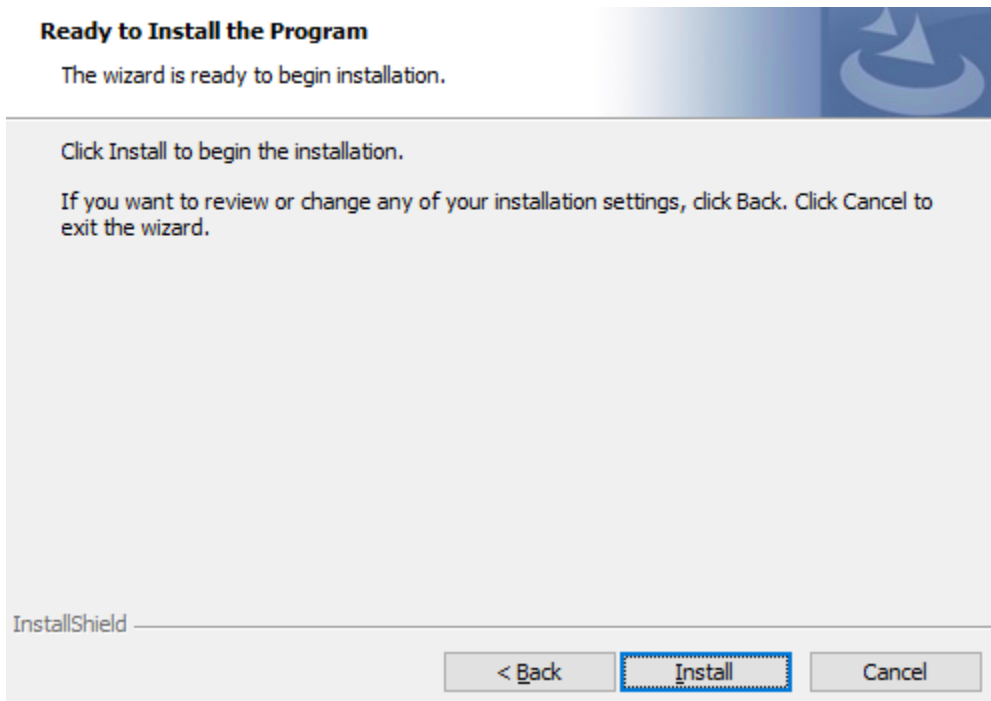 Ready to Install the Program
The wizard is ready to begin installation.
Click Install to begin the installation.
If you want to review or change any of your installation settings, click Back. Click Cancel to
exit the wizard.
InstallShield
< Back
Install
Cancel